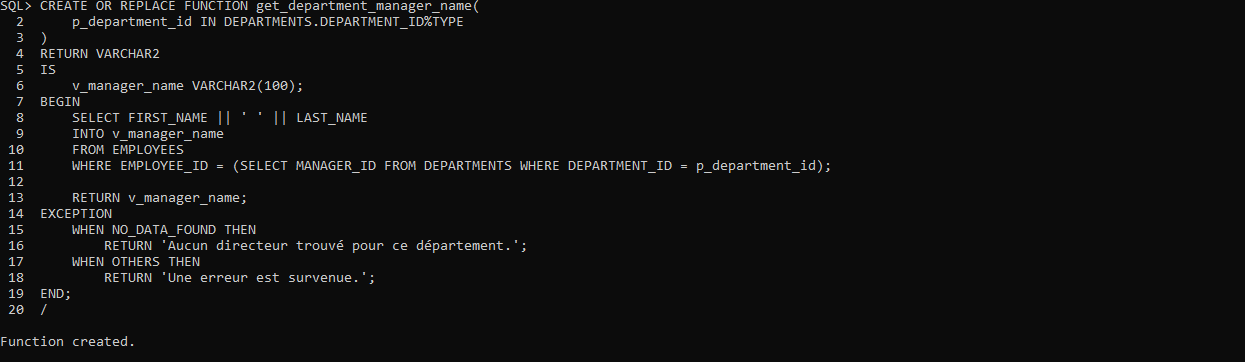 SQL> CREATE OR REPLACE FUNCTION get_department_manager_name(
  2      p_department_id IN DEPARTMENTS.DEPARTMENT_ID%TYPE
  3  )
  4  RETURN VARCHAR2
  5  IS
  6      v_manager_name VARCHAR2(100);
  7  BEGIN
  8      SELECT FIRST_NAME || ' ' || LAST_NAME
  9      INTO v_manager_name
 10      FROM EMPLOYEES
 11      WHERE EMPLOYEE_ID = (SELECT MANAGER_ID FROM DEPARTMENTS WHERE DEPARTMENT_ID = p_department_id);
 12
 13      RETURN v_manager_name;
 14  EXCEPTION
 15      WHEN NO_DATA_FOUND THEN
 16          RETURN 'Aucun directeur trouvé pour ce département.';
 17      WHEN OTHERS THEN
 18          RETURN 'Une erreur est survenue.';
 19  END;
 20  /
Function created.